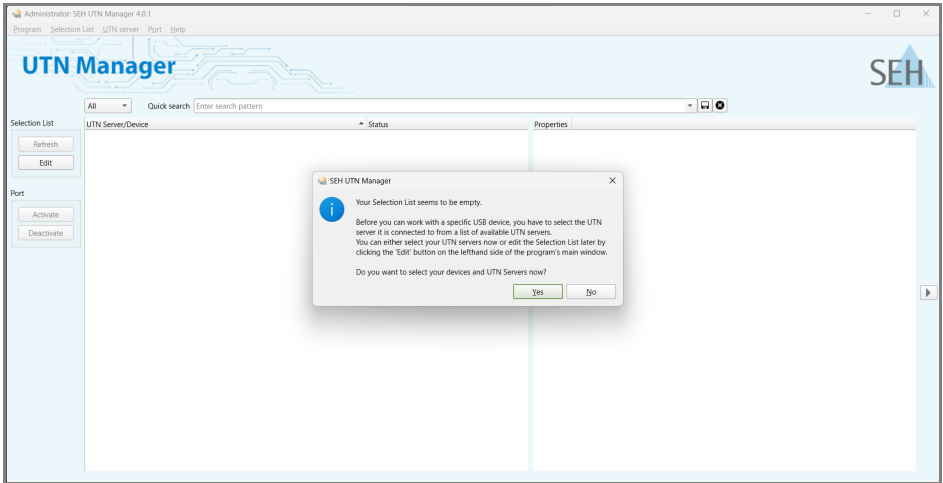 Administrator: SEH UTN Manager 4.0.1
Program Selection List UTN server Port Help
UTN Manager
SEH
All Quick search Enter search pattern
Selection List
UTN Server/Device Status Properties
Refresh
Edit
Port
Activate
Deactivate
SEH UTN Manager
Your Selection List seems to be empty.
Before you can work with a specific USB device, you have to select the UTN
server it is connected to from a list of available UTN servers.
You can either select your UTN servers now or edit the Selection List later by
clicking the 'Edit' button on the lefthand side of the program's main window.
Do you want to select your devices and UTN Servers now?
Yes No